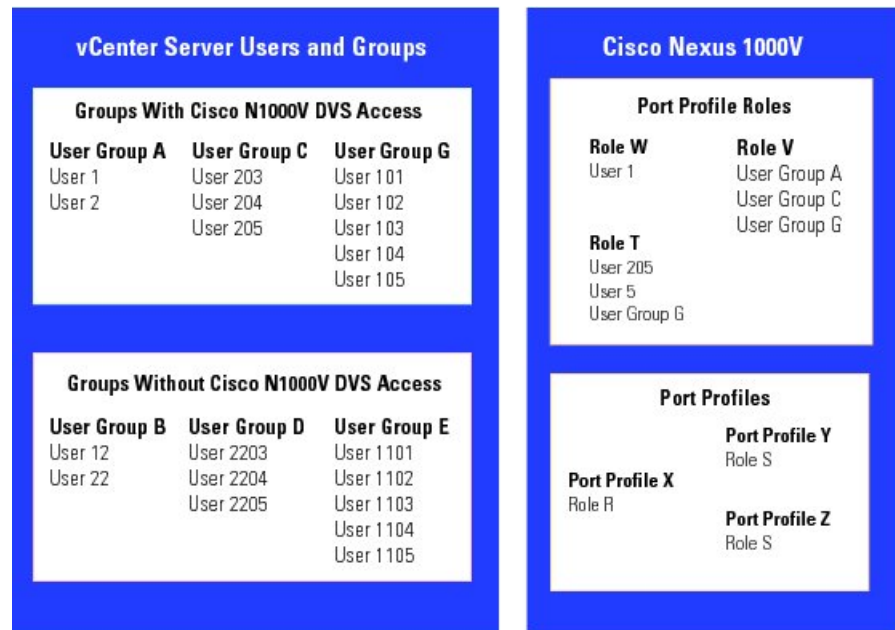 vCenter Server Users and Groups
Groups With Cisco N1000V DVS Access
User Group A
User 1
User 2
User Group C
User 203
User 204
User 205
User Group G
User 101
User 102
User 103
User 104
User 105
Groups Without Cisco N1000V DVS Access
User Group B
User 12
User 22
User Group D
User 2203
User 2204
User 2205
User Group E
User 1101
User 1102
User 1103
User 1104
User 1105
Cisco Nexus 1000V
Port Profile Roles
Role W
User 1
Role V
User Group A
User Group C
User Group G
Role T
User 205
User 5
User Group G
Port Profiles
Port Profile X
Role R
Port Profile Y
Role S
Port Profile Z
Role S